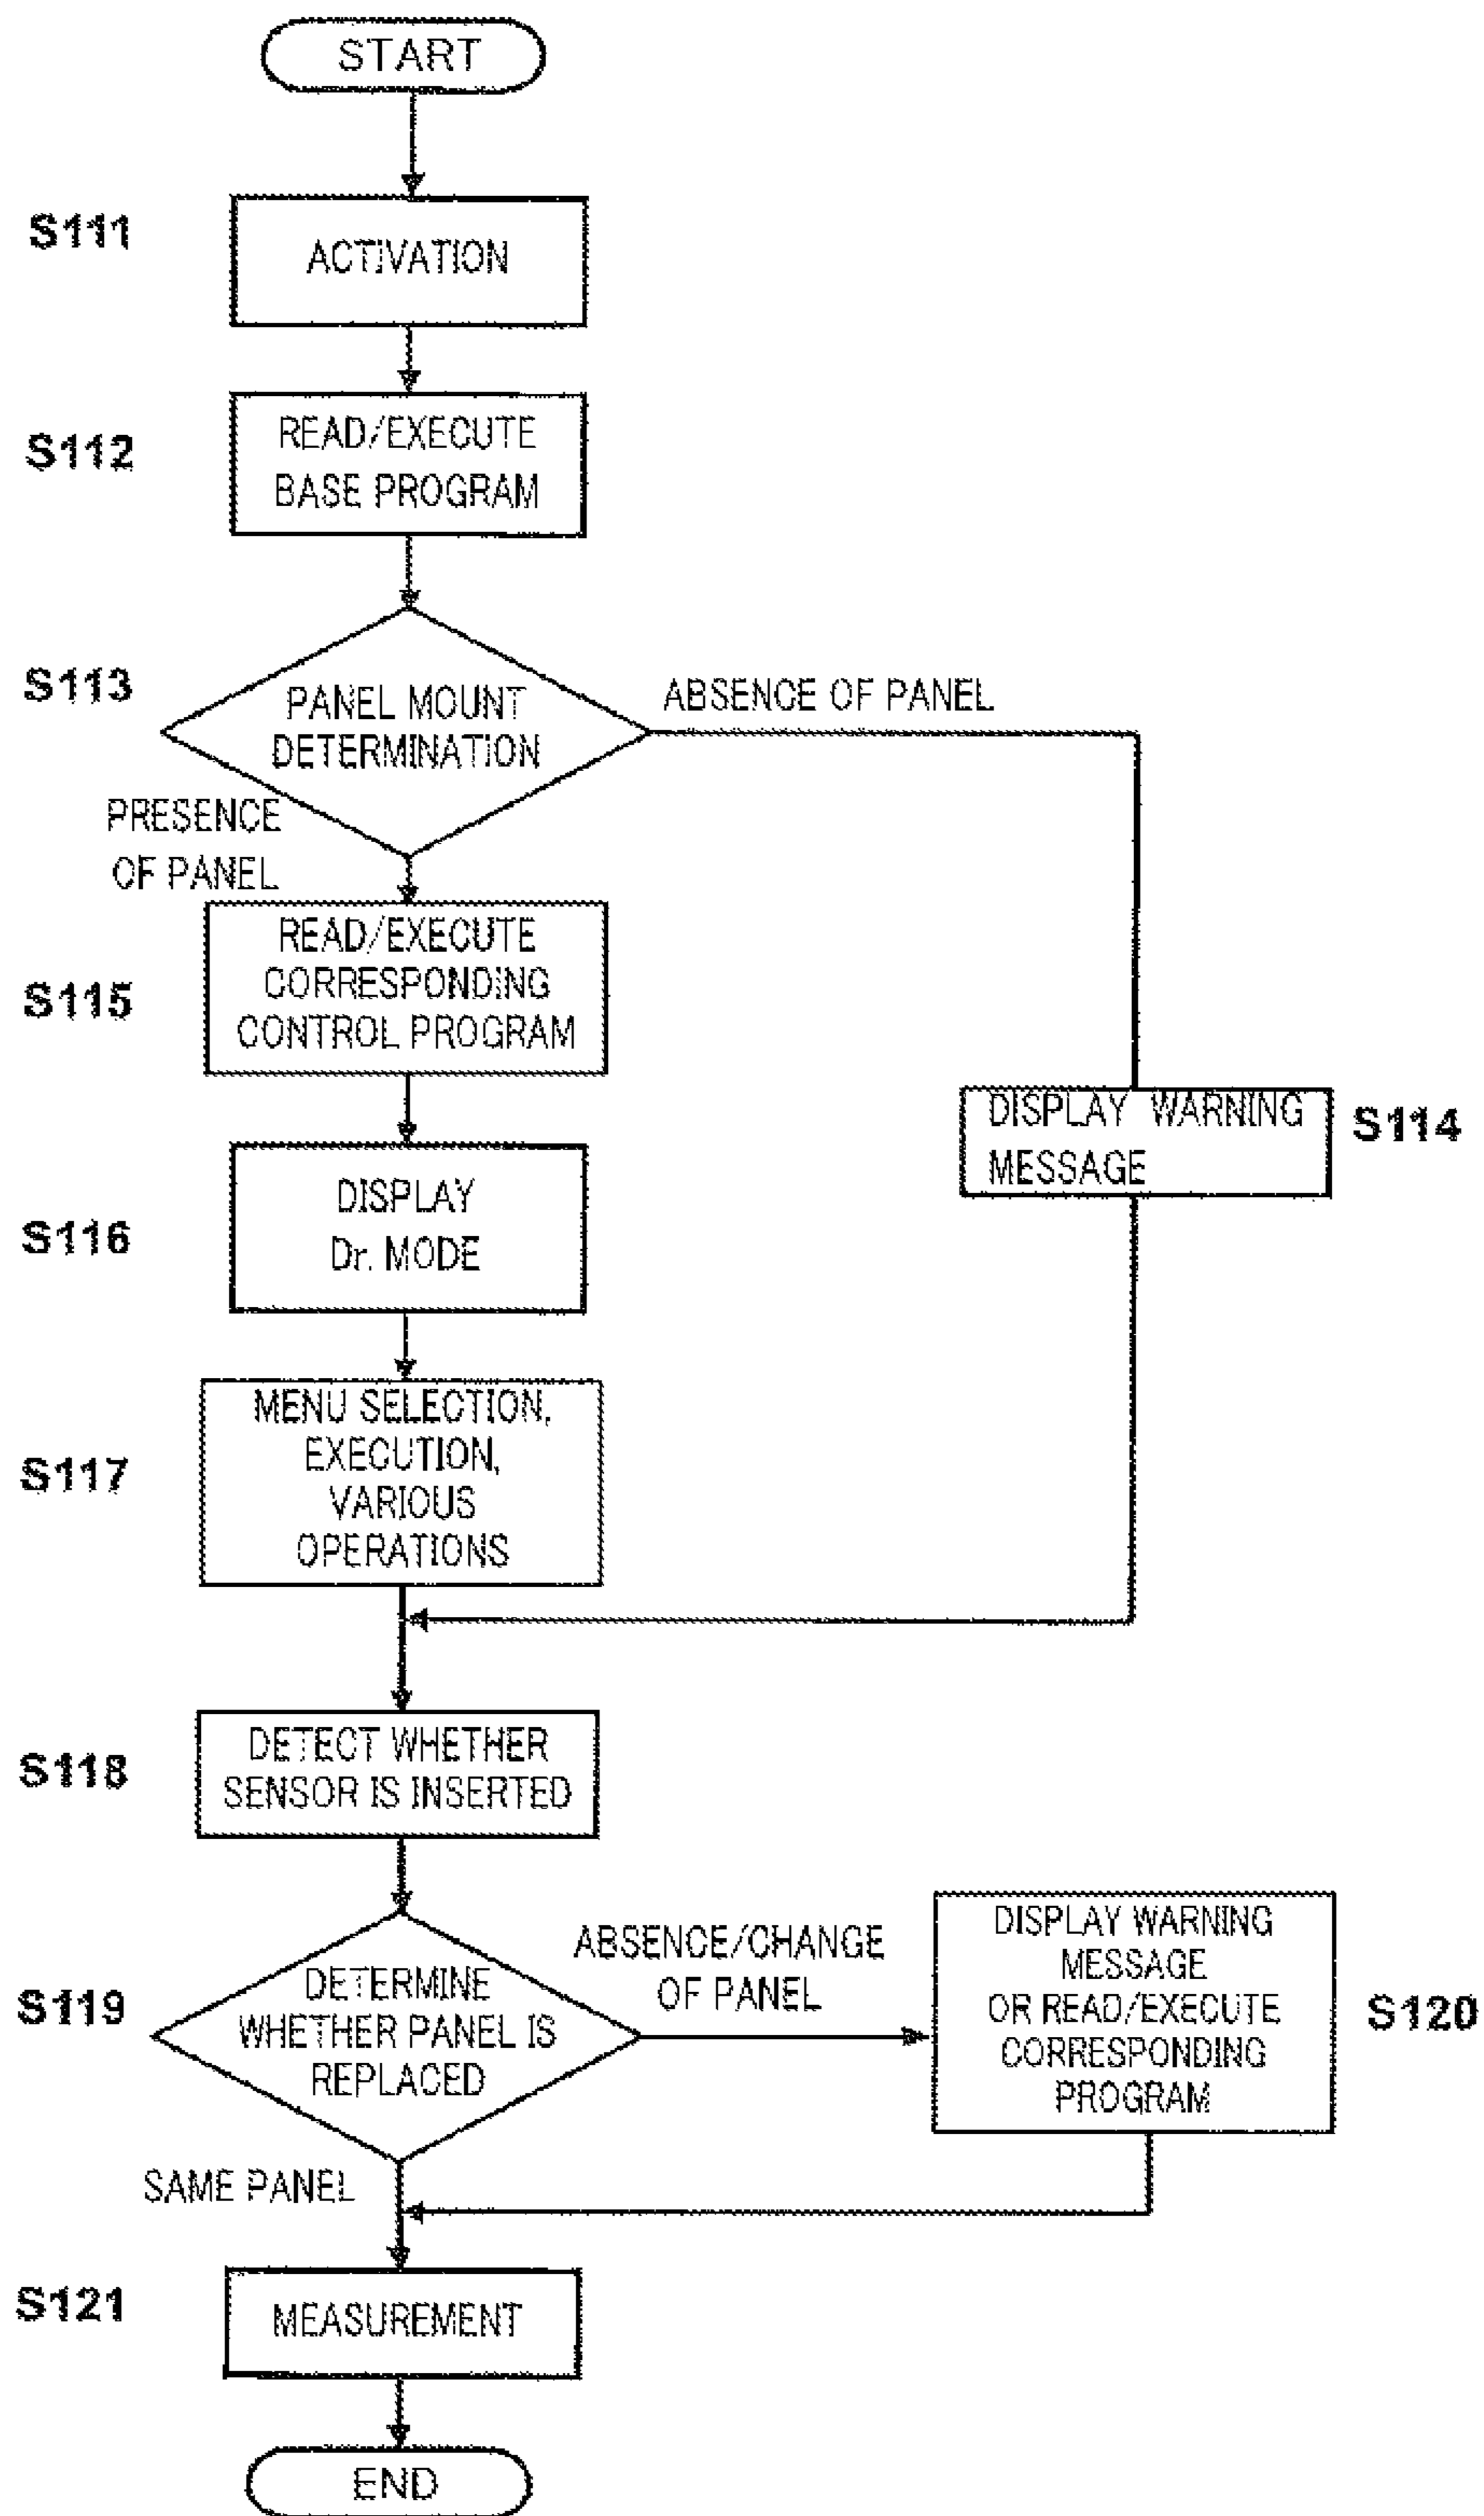 START
S111
ACTIVATION
S112
READ/EXECUTE
BASE PROGRAM
S113
PANEL MOUNT
DETERMINATION
ABSENCE OF PANEL
PRESENCE
OF PANEL
S115
READ/EXECUTE
CORRESPONDING
CONTROL PROGRAM
DISPLAY WARNING
MESSAGE
S114
S116
DISPLAY
Dr. MODE
S117
MENU SELECTION,
EXECUTION,
VARIOUS
OPERATIONS
S118
DETECT WHETHER
SENSOR IS INSERTED
S119
DETERMINE
WHETHER PANEL IS
REPLACED
ABSENCE/CHANGE
OF PANEL
DISPLAY WARNING
MESSAGE
OR READ/EXECUTE
CORRESPONDING
PROGRAM
S120
SAME PANEL
S121
MEASUREMENT
END